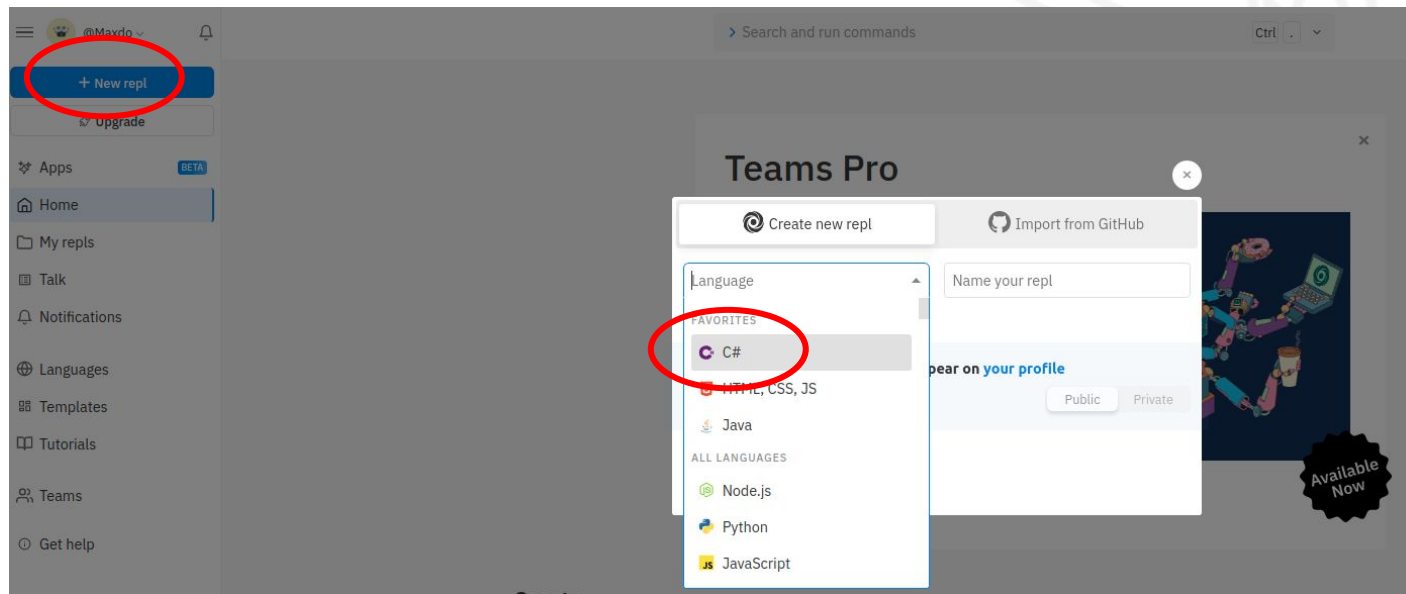 @Maxdo
Search and run commands
Ctrl .
+ New repl
Upgrade
Apps BETA
Home
My repls
Talk
Notifications
Languages
Templates
Tutorials
Teams
Get help
Teams Pro
Create new repl
Import from GitHub
Language
Name your repl
FAVORITES
C#
HTML, CSS, JS
Java
ALL LANGUAGES
Node.js
Python
JS JavaScript
pear on your profile
Public Private
Available
Now